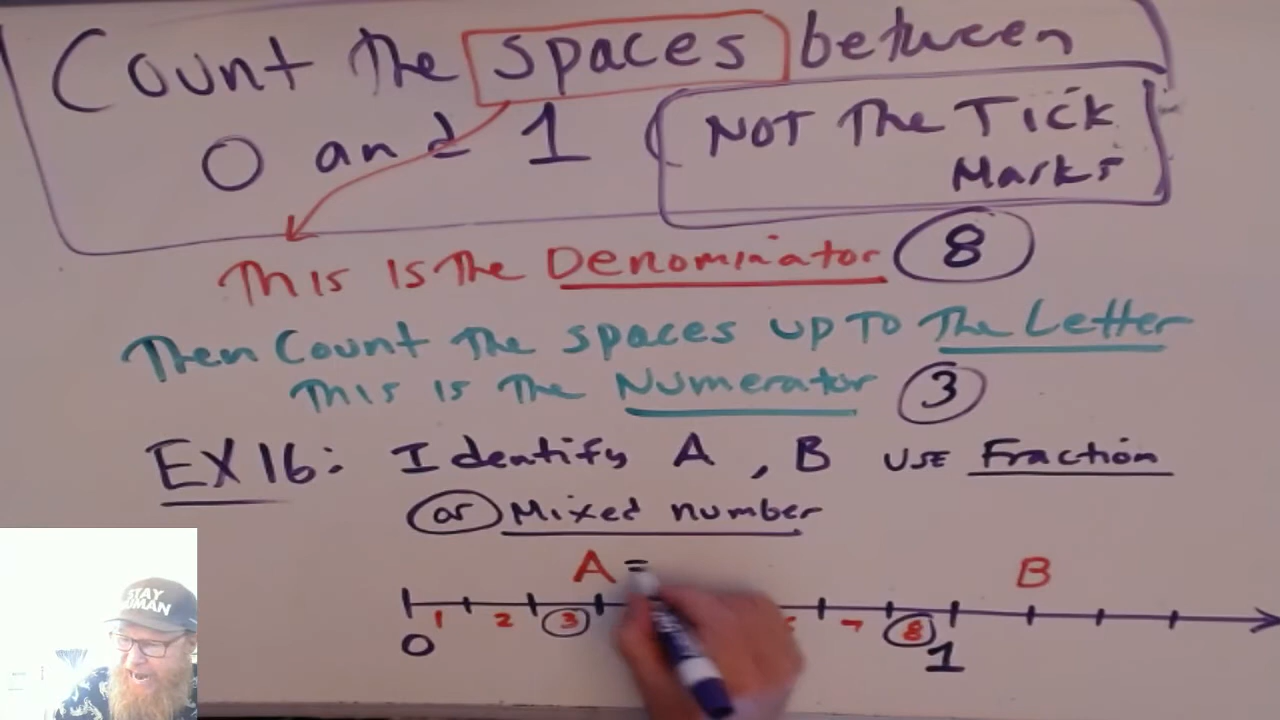 Count The spaces between
0 and 1 (NOT The Tick
Marks
This is The Denominator 8
Then Count The spaces up To The Letter
This is The Numerator 3
EX16: Identify A, B use Fraction
or Mixed number
A = B
1 2 3 7 8
0 1
STAY
HUMAN